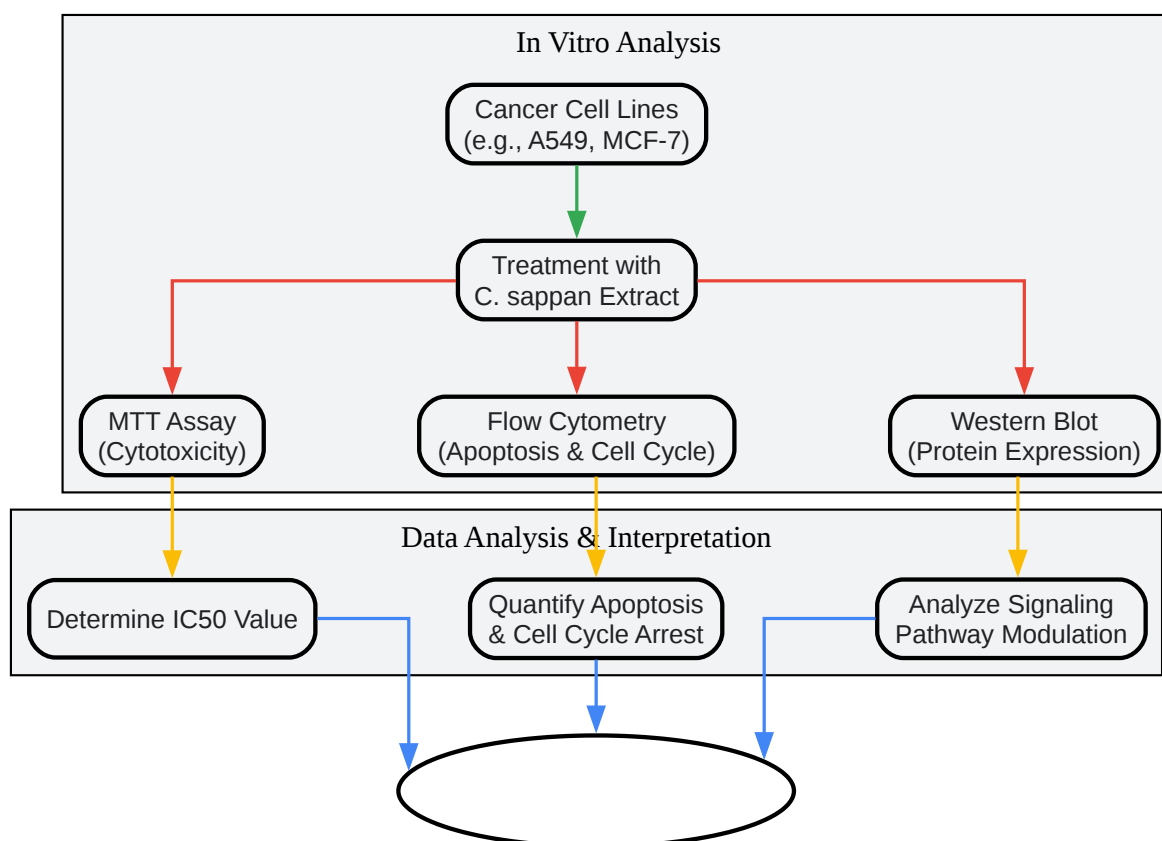 In Vitro Analysis
Cancer Cell Lines
(e.g., A549, MCF-7)
Treatment with
C. sappan Extract
MTT Assay
(Cytotoxicity)
Flow Cytometry
(Apoptosis & Cell Cycle)
Western Blot
(Protein Expression)
Data Analysis & Interpretation
Determine IC50 Value
Quantify Apoptosis
& Cell Cycle Arrest
Analyze Signaling
Pathway Modulation